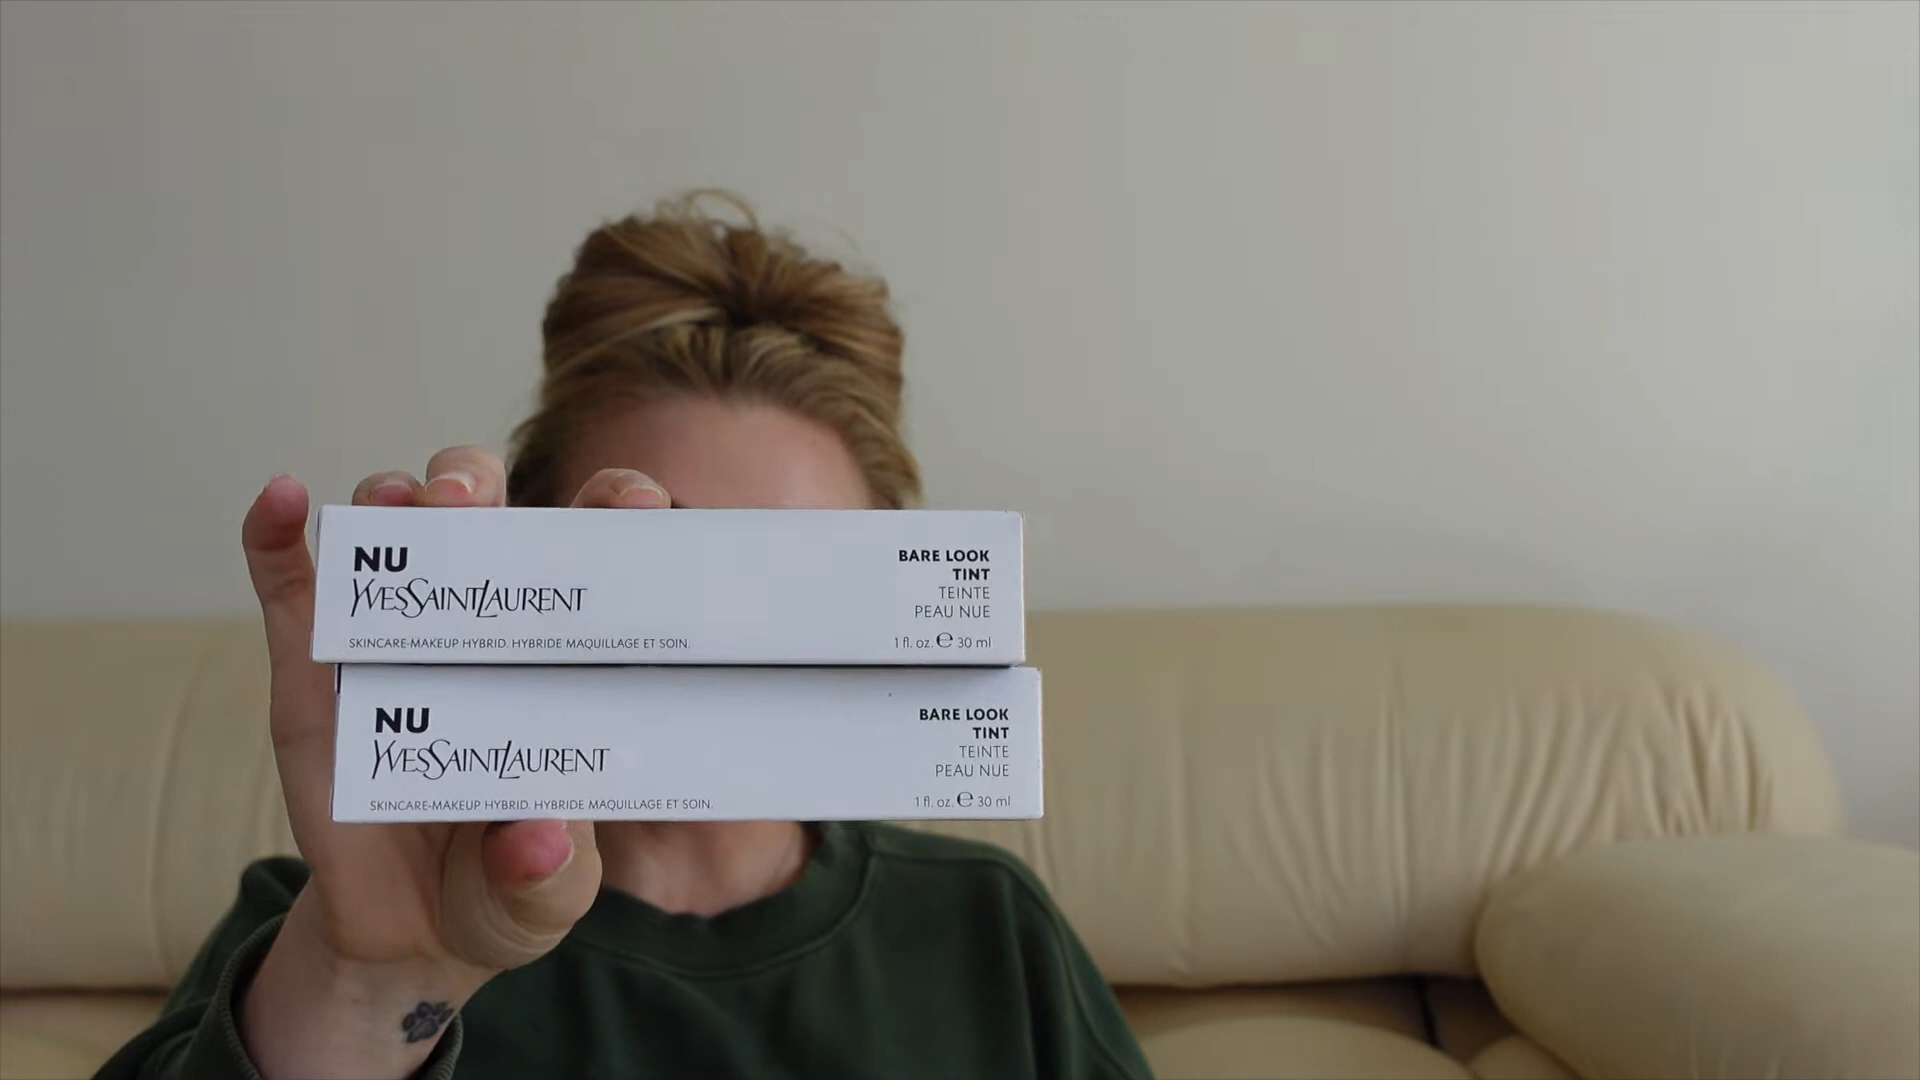 NU
YVESSAINTLAURENT
SKINCARE-MAKEUP HYBRID. HYBRIDE MAQUILLAGE ET SOIN.
BARE LOOK
TINT
TEINTE
PEAU NUE
1 fl. oz. ℮ 30 ml
NU
YVESSAINTLAURENT
SKINCARE-MAKEUP HYBRID. HYBRIDE MAQUILLAGE ET SOIN.
BARE LOOK
TINT
TEINTE
PEAU NUE
1 fl. oz. ℮ 30 ml